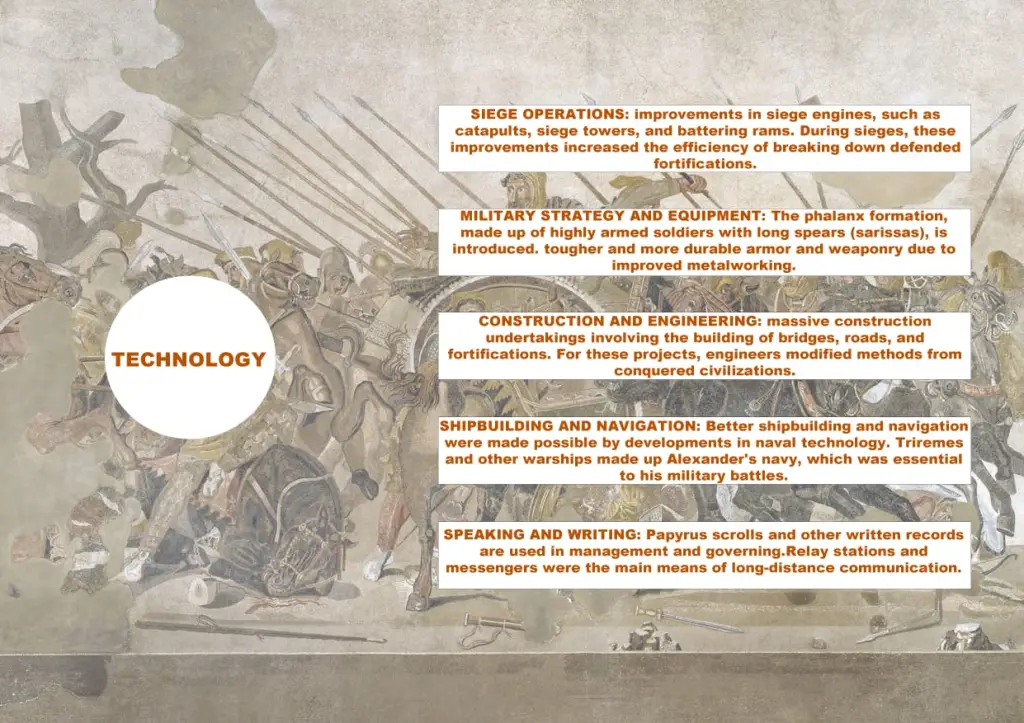 TECHNOLOGY
SIEGE OPERATIONS: improvements in siege engines, such as
catapults, siege towers, and battering rams. During sieges, these
improvements increased the efficiency of breaking down defended
fortifications.
MILITARY STRATEGY AND EQUIPMENT: The phalanx formation,
made up of highly armed soldiers with long spears (sarissas), is
introduced. tougher and more durable armor and weaponry due to
improved metalworking.
CONSTRUCTION AND ENGINEERING: massive construction
undertakings involving the building of bridges, roads, and
fortifications. For these projects, engineers modified methods from
conquered civilizations.
SHIPBUILDING AND NAVIGATION: Better shipbuilding and navigation
were made possible by developments in naval technology. Triremes
and other warships made up Alexander's navy, which was essential
to his military battles.
SPEAKING AND WRITING: Papyrus scrolls and other written records
are used in management and governing.Relay stations and
messengers were the main means of long-distance communication.